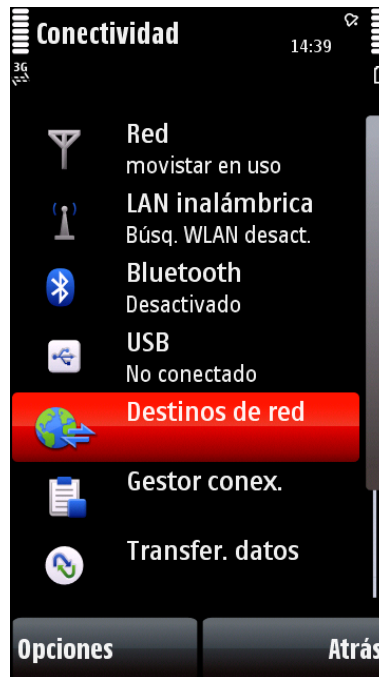 Conectividad
14:39
3G
Red
movistar en uso
LAN inalámbrica
Búsq. WLAN desact.
Bluetooth
Desactivado
USB
No conectado
Destinos de red
Gestor conex.
Transfer. datos
Opciones
Atrás